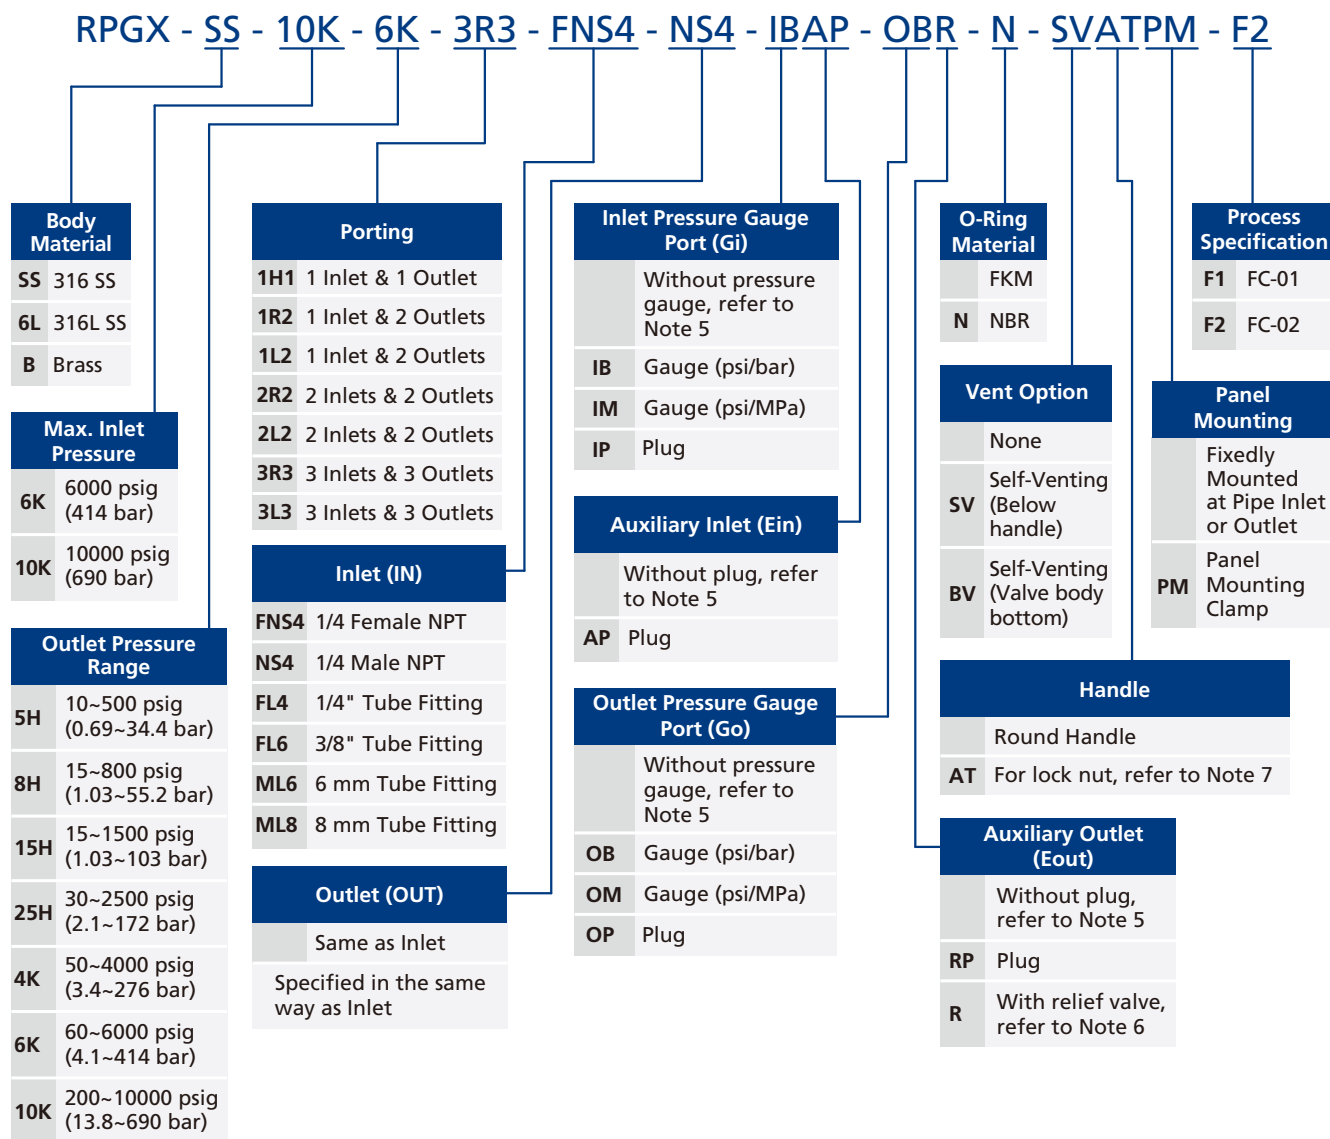 RPGX - SS - 10K - 6K - 3R3 - FNS4 - NS4 - IBAP - OBR - N - SVATPM - F2
Body
Material
SS 316 SS
6L 316L SS
B Brass
Max. Inlet
Pressure
6K 6000 psig
(414 bar)
10K 10000 psig
(690 bar)
Outlet Pressure
Range
5H 10~500 psig
(0.69~34.4 bar)
8H 15~800 psig
(1.03~55.2 bar)
15H 15~1500 psig
(1.03~103 bar)
25H 30~2500 psig
(2.1~172 bar)
4K 50~4000 psig
(3.4~276 bar)
6K 60~6000 psig
(4.1~414 bar)
10K 200~10000 psig
(13.8~690 bar)
Porting
1H1 1 Inlet & 1 Outlet
1R2 1 Inlet & 2 Outlets
1L2 1 Inlet & 2 Outlets
2R2 2 Inlets & 2 Outlets
2L2 2 Inlets & 2 Outlets
3R3 3 Inlets & 3 Outlets
3L3 3 Inlets & 3 Outlets
Inlet (IN)
FNS4 1/4 Female NPT
NS4 1/4 Male NPT
FL4 1/4" Tube Fitting
FL6 3/8" Tube Fitting
ML6 6 mm Tube Fitting
ML8 8 mm Tube Fitting
Outlet (OUT)
Same as Inlet
Specified in the same
way as Inlet
Inlet Pressure Gauge
Port (Gi)
Without pressure
gauge, refer to
Note 5
IB Gauge (psi/bar)
IM Gauge (psi/MPa)
IP Plug
Auxiliary Inlet (Ein)
Without plug, refer
to Note 5
AP Plug
Outlet Pressure Gauge
Port (Go)
Without pressure
gauge, refer to
Note 5
OB Gauge (psi/bar)
OM Gauge (psi/MPa)
OP Plug
O-Ring
Material
FKM
N NBR
Vent Option
None
SV Self-Venting
(Below
handle)
BV Self-Venting
(Valve body
bottom)
Process
Specification
F1 FC-01
F2 FC-02
Panel
Mounting
Fixedly
Mounted
at Pipe Inlet
or Outlet
PM Panel
Mounting
Clamp
Handle
Round Handle
AT For lock nut, refer to Note 7
Auxiliary Outlet
(Eout)
Without plug,
refer to Note 5
RP Plug
R With relief valve,
refer to Note 6